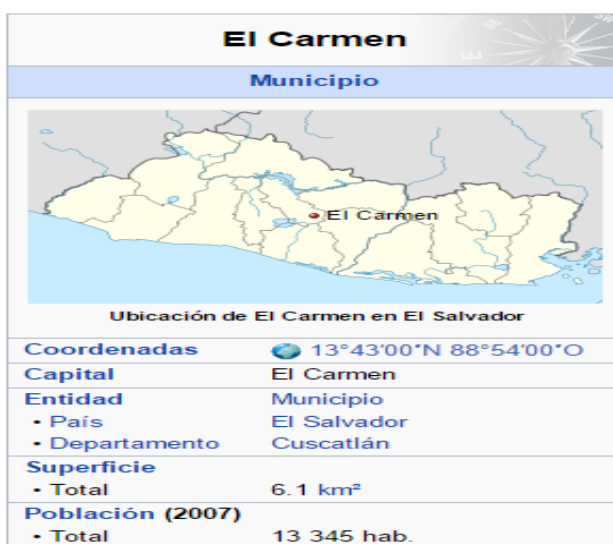 El Carmen
Municipio
El Carmen
Ubicación de El Carmen en El Salvador
Coordenadas 13°43′00″N 88°54′00″O
Capital El Carmen
Entidad Municipio
• País El Salvador
• Departamento Cuscatlán
Superficie
• Total 6.1 km²
Población (2007)
• Total 13 345 hab.